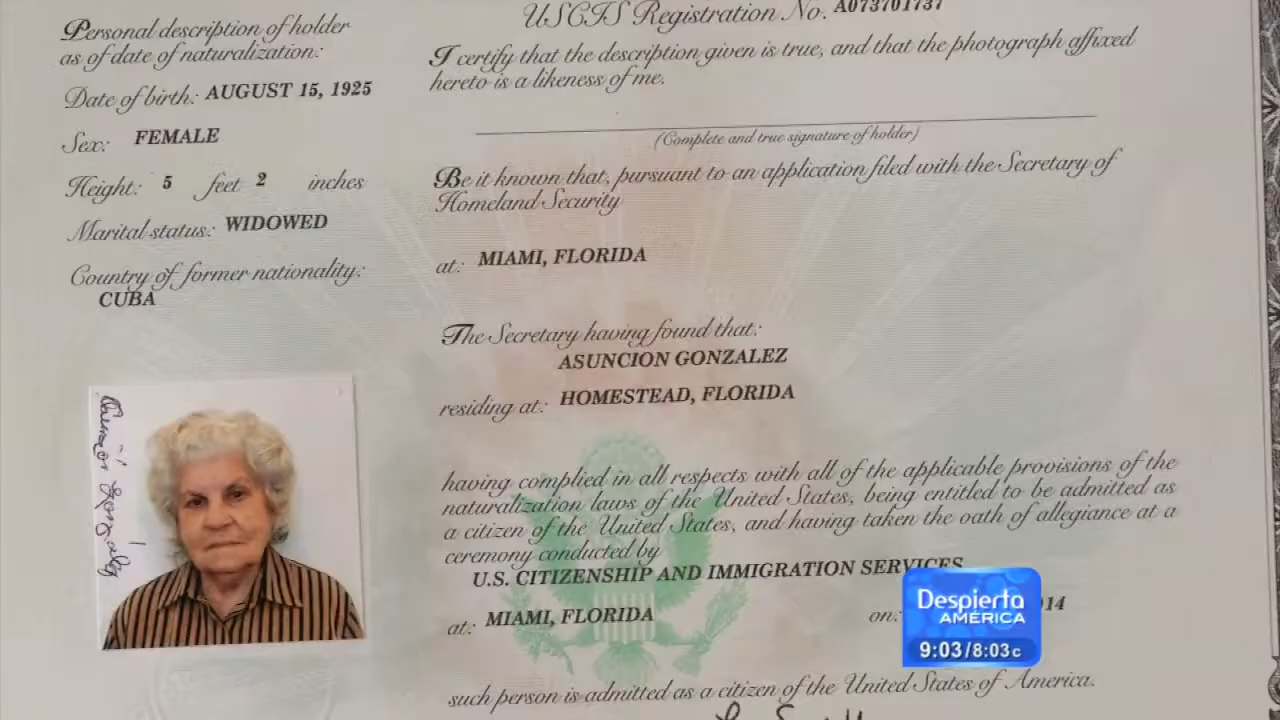 Personal description of holder
as of date of naturalization:
Date of birth: AUGUST 15, 1925
Sex: FEMALE
Height: 5 feet 2 inches
Marital status: WIDOWED
Country of former nationality:
CUBA
USCIS Registration No. A073701737
I certify that the description given is true, and that the photograph affixed
hereto is a likeness of me.
(Complete and true signature of holder)
Be it known that, pursuant to an application filed with the Secretary of
Homeland Security
at: MIAMI, FLORIDA
The Secretary having found that:
ASUNCION GONZALEZ
residing at: HOMESTEAD, FLORIDA
having complied in all respects with all of the applicable provisions of the
naturalization laws of the United States, being entitled to be admitted as
a citizen of the United States, and having taken the oath of allegiance at a
ceremony conducted by
U.S. CITIZENSHIP AND IMMIGRATION SERVICES
at: MIAMI, FLORIDA on: 14
such person is admitted as a citizen of the United States of America.
Despierta
AMÉRICA
9:03/8:03c